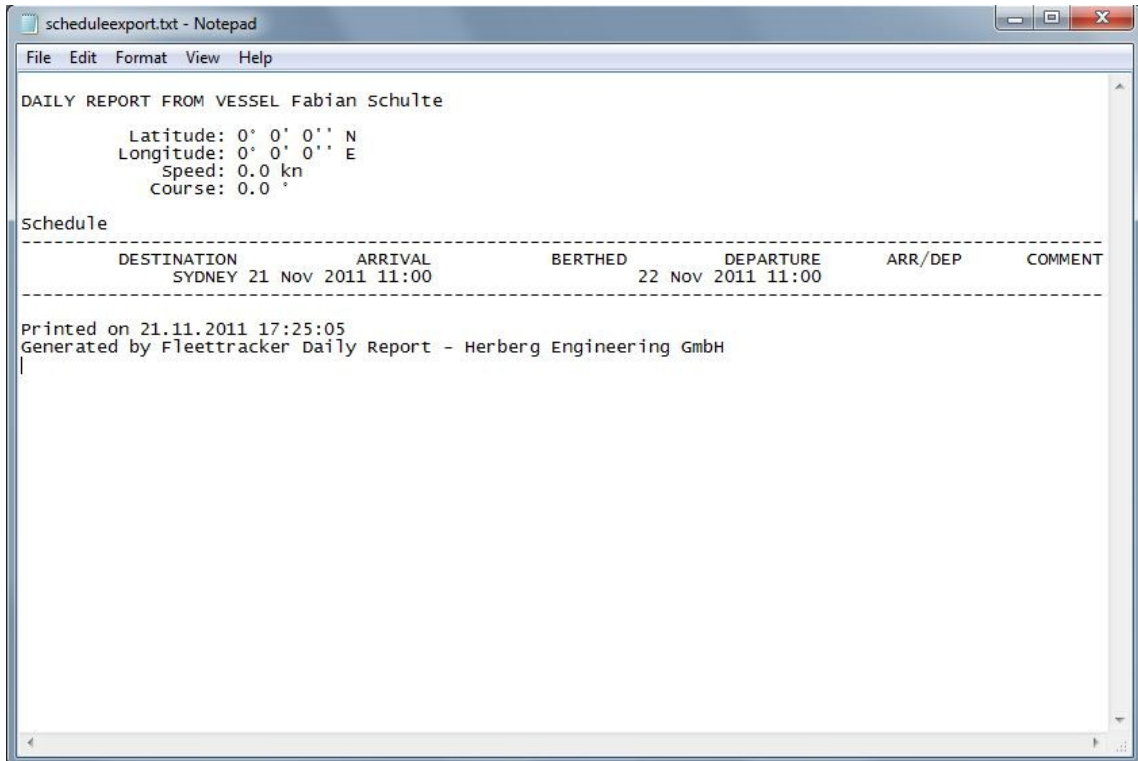 scheduleexport.txt - Notepad
File Edit Format View Help
DAILY REPORT FROM VESSEL Fabian Schulte
Latitude: 0° 0' 0'' N
Longitude: 0° 0' 0'' E
Speed: 0.0 kn
Course: 0.0 °
Schedule
----------------------------------------------------------------------------------------------------
DESTINATION ARRIVAL BERTHED DEPARTURE ARR/DEP COMMENT
SYDNEY 21 Nov 2011 11:00 22 Nov 2011 11:00
----------------------------------------------------------------------------------------------------
Printed on 21.11.2011 17:25:05
Generated by Fleettracker Daily Report - Herberg Engineering GmbH